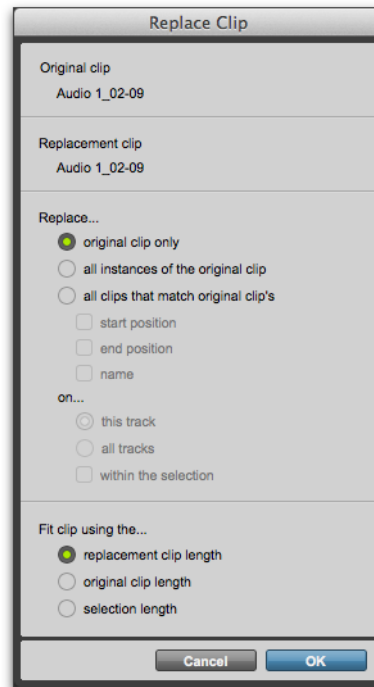 Replace Clip
Original clip
Audio 1_02-09
Replacement clip
Audio 1_02-09
Replace...
original clip only
all instances of the original clip
all clips that match original clip's
start position
end position
name
on...
this track
all tracks
within the selection
Fit clip using the...
replacement clip length
original clip length
selection length
Cancel OK